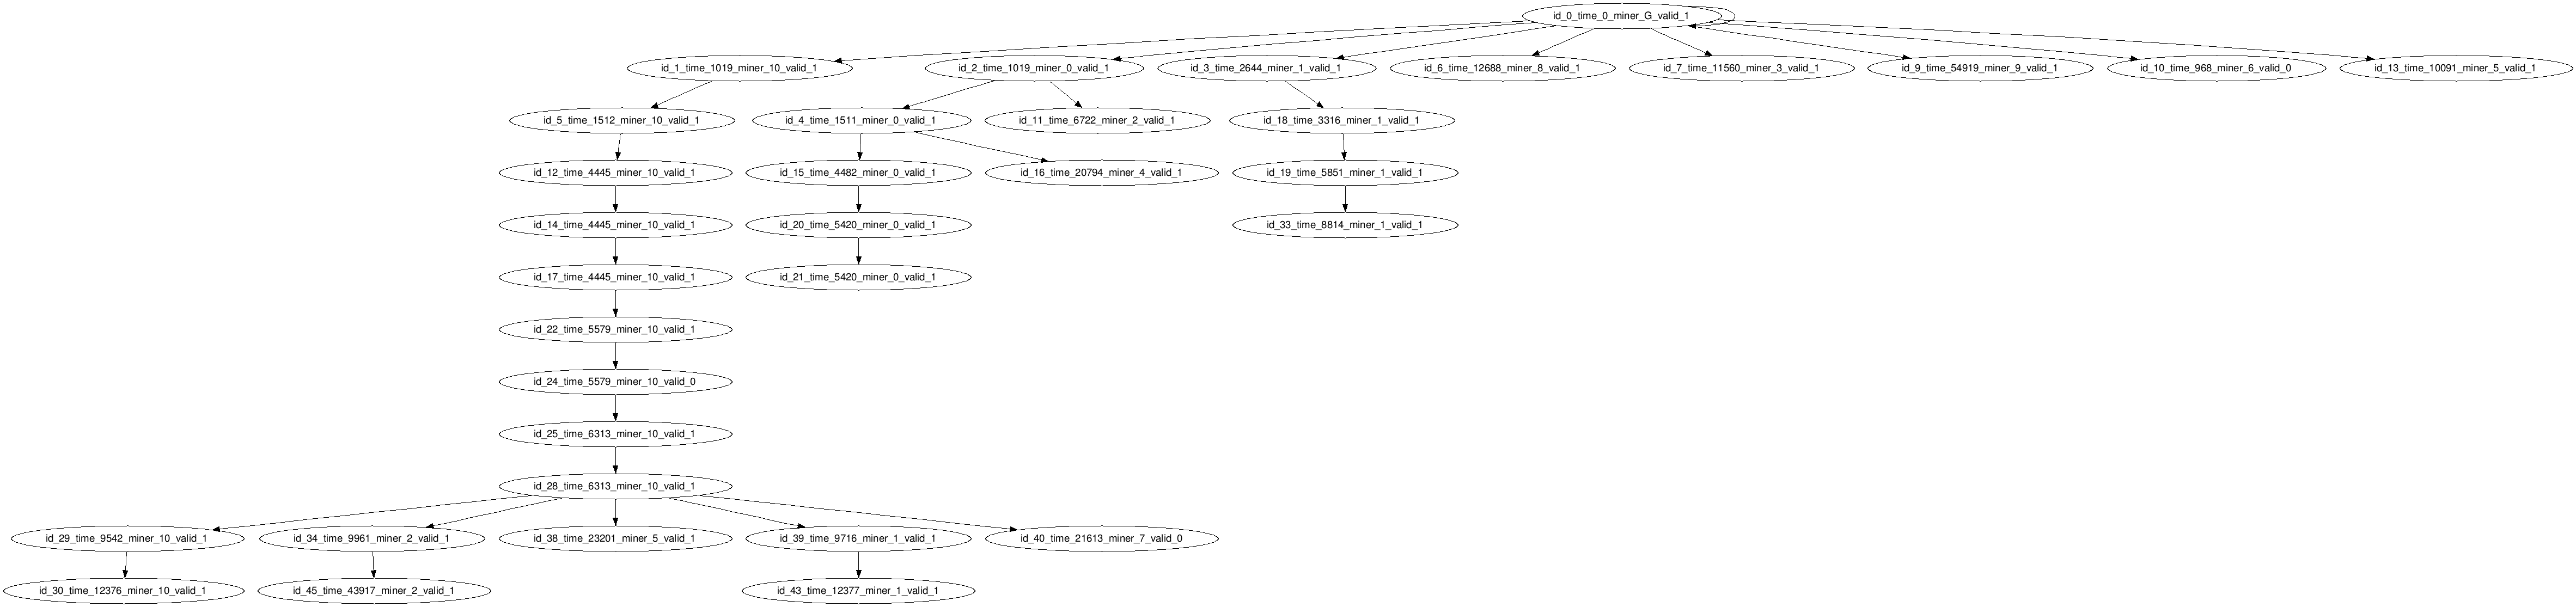 id_0_time_0_miner_G_valid_1
id_1_time_1019_miner_10_valid_1
id_2_time_1019_miner_0_valid_1
id_3_time_2644_miner_1_valid_1
id_6_time_12688_miner_8_valid_1
id_7_time_11560_miner_3_valid_1
id_9_time_54919_miner_9_valid_1
id_10_time_968_miner_6_valid_0
id_13_time_10091_miner_5_valid_1
id_5_time_1512_miner_10_valid_1
id_4_time_1511_miner_0_valid_1
id_11_time_6722_miner_2_valid_1
id_18_time_3316_miner_1_valid_1
id_12_time_4445_miner_10_valid_1
id_15_time_4482_miner_0_valid_1
id_16_time_20794_miner_4_valid_1
id_19_time_5851_miner_1_valid_1
id_14_time_4445_miner_10_valid_1
id_20_time_5420_miner_0_valid_1
id_33_time_8814_miner_1_valid_1
id_17_time_4445_miner_10_valid_1
id_21_time_5420_miner_0_valid_1
id_22_time_5579_miner_10_valid_1
id_24_time_5579_miner_10_valid_0
id_25_time_6313_miner_10_valid_1
id_28_time_6313_miner_10_valid_1
id_29_time_9542_miner_10_valid_1
id_34_time_9961_miner_2_valid_1
id_38_time_23201_miner_5_valid_1
id_39_time_9716_miner_1_valid_1
id_40_time_21613_miner_7_valid_0
id_30_time_12376_miner_10_valid_1
id_45_time_43917_miner_2_valid_1
id_43_time_12377_miner_1_valid_1